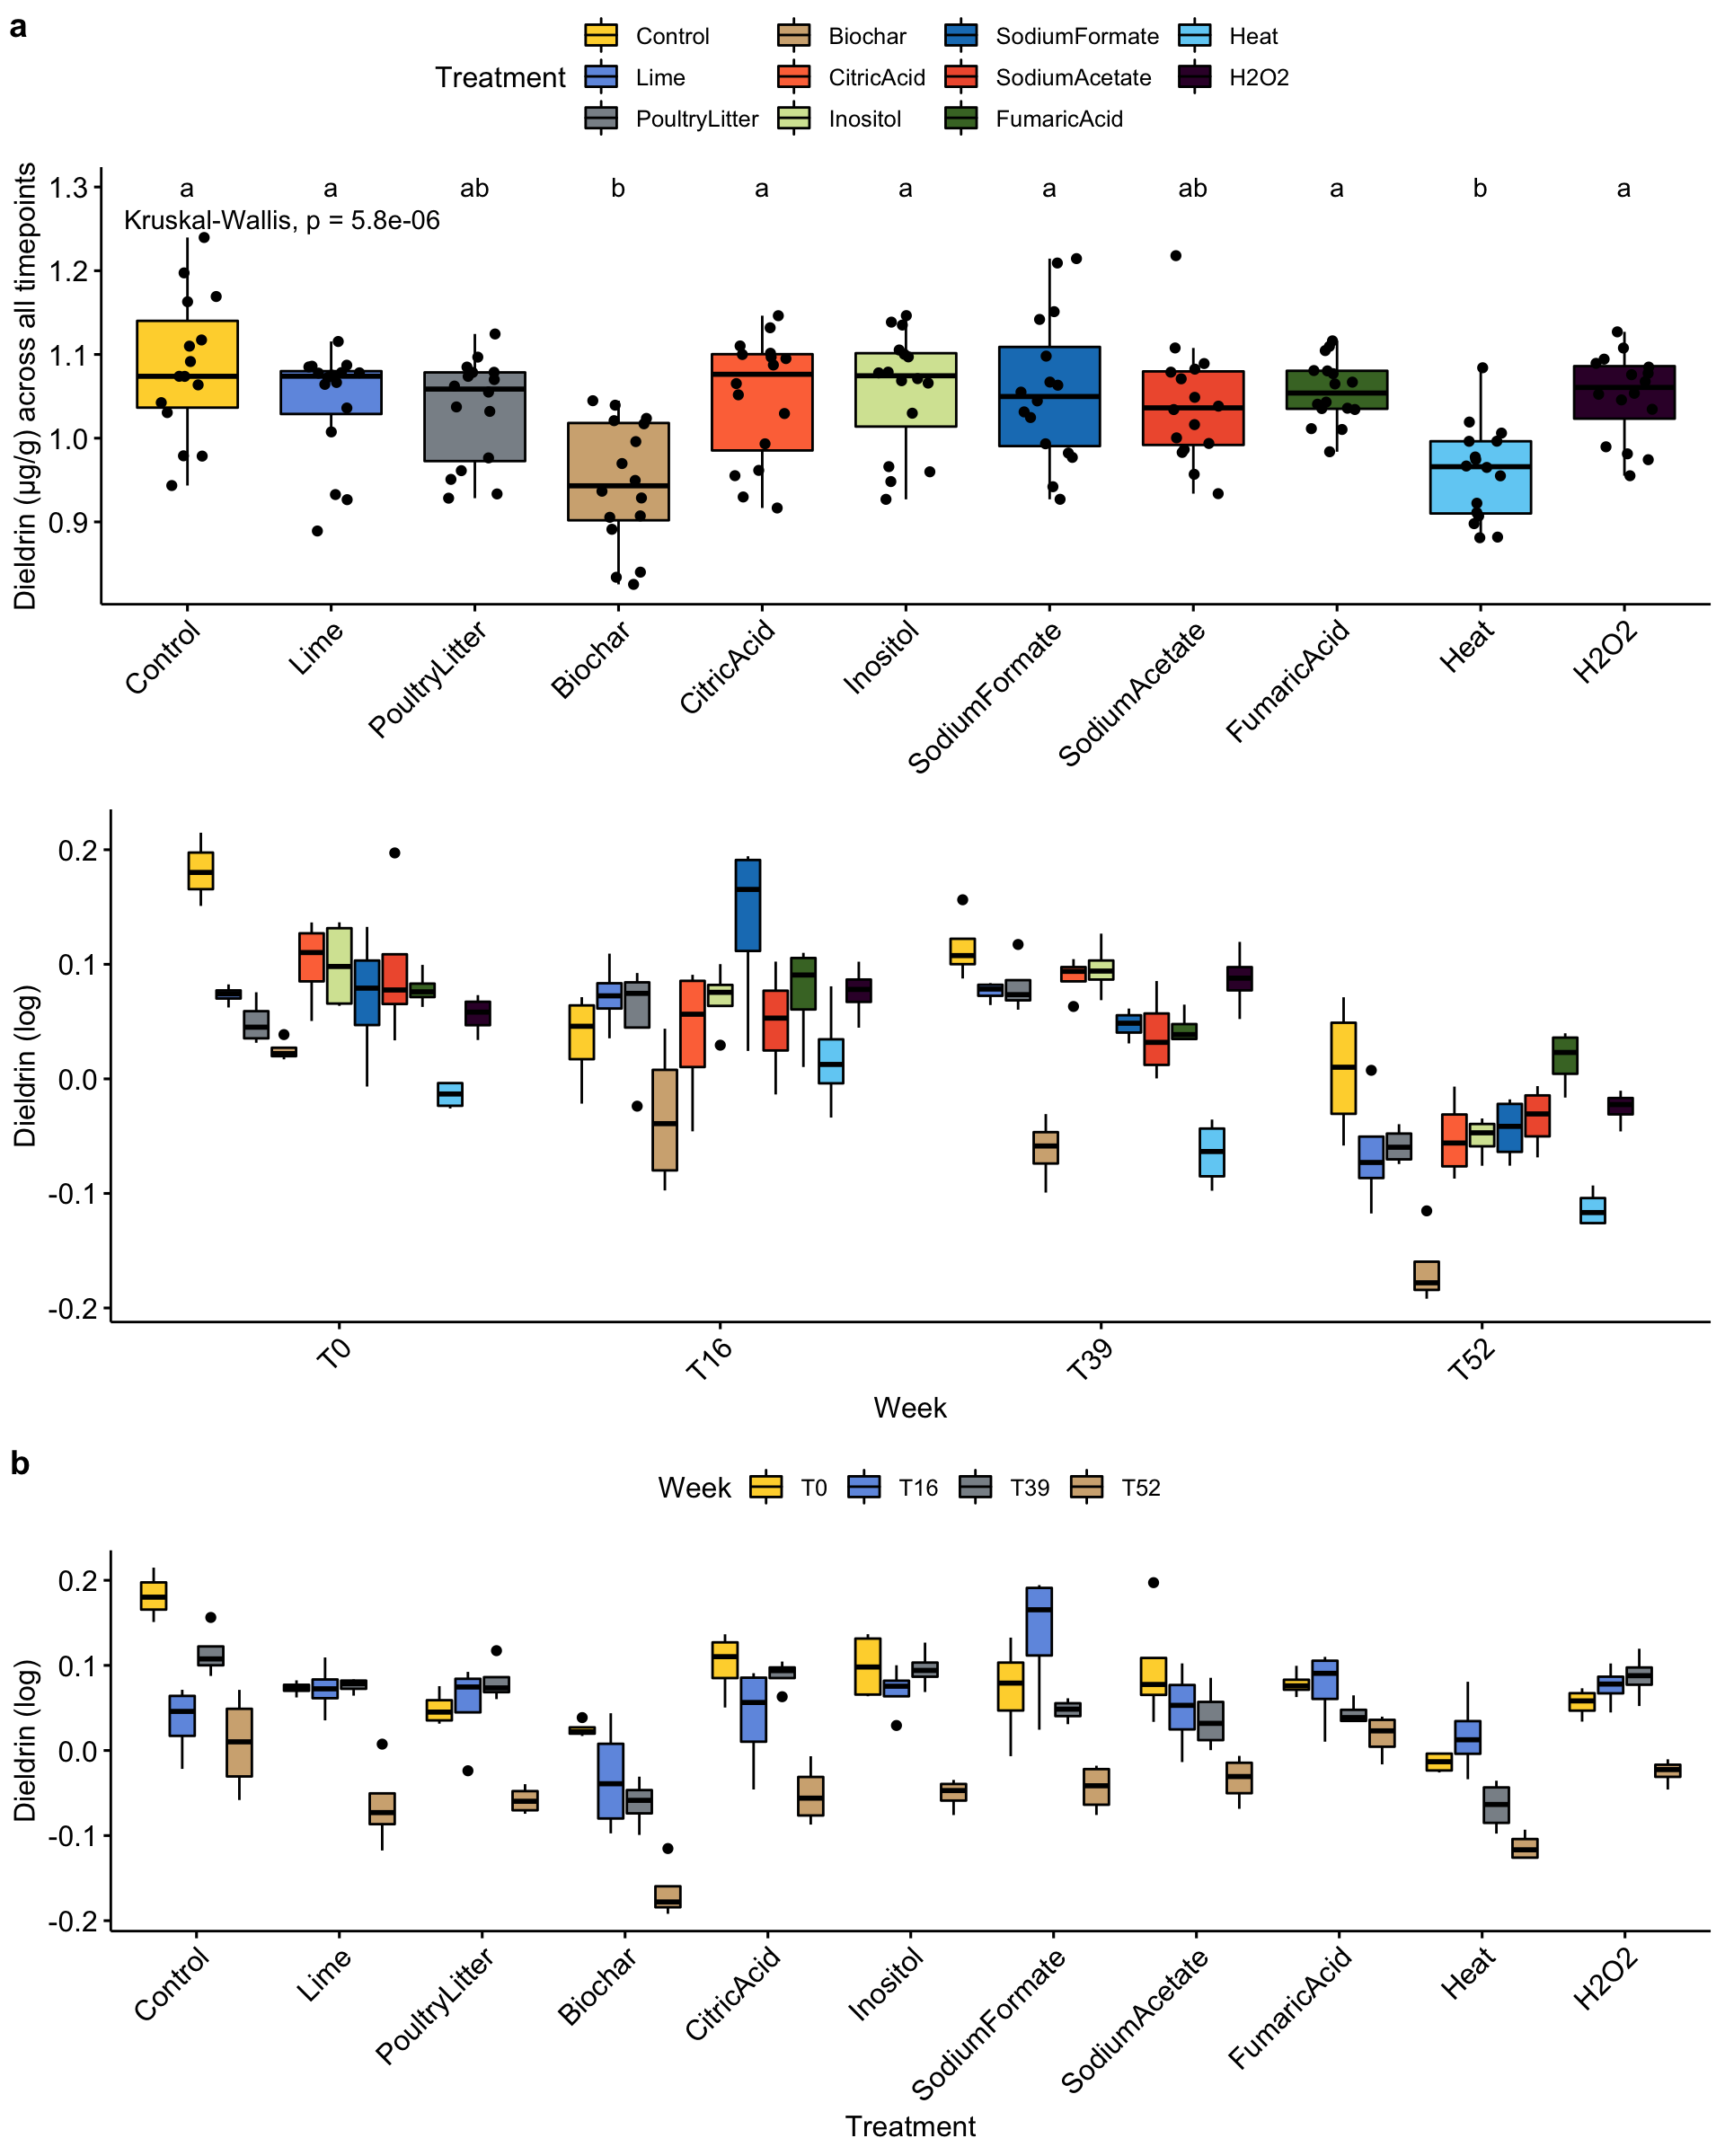 a
Control Biochar SodiumFormate Heat
Treatment Lime CitricAcid SodiumAcetate H2O2
PoultryLitter Inositol FumaricAcid
Dieldrin (µg/g) across all timepoints
1.3
1.2
1.1
1.0
0.9
a a ab b a a a ab a b a
Kruskal-Wallis, p = 5.8e-06
Control Lime PoultryLitter Biochar CitricAcid Inositol SodiumFormate SodiumAcetate FumaricAcid Heat H2O2
Dieldrin (log)
0.2
0.1
0.0
-0.1
-0.2
T0 T16 T39 T52
Week
b
Week T0 T16 T39 T52
Dieldrin (log)
0.2
0.1
0.0
-0.1
-0.2
Control Lime PoultryLitter Biochar CitricAcid Inositol SodiumFormate SodiumAcetate FumaricAcid Heat H2O2
Treatment